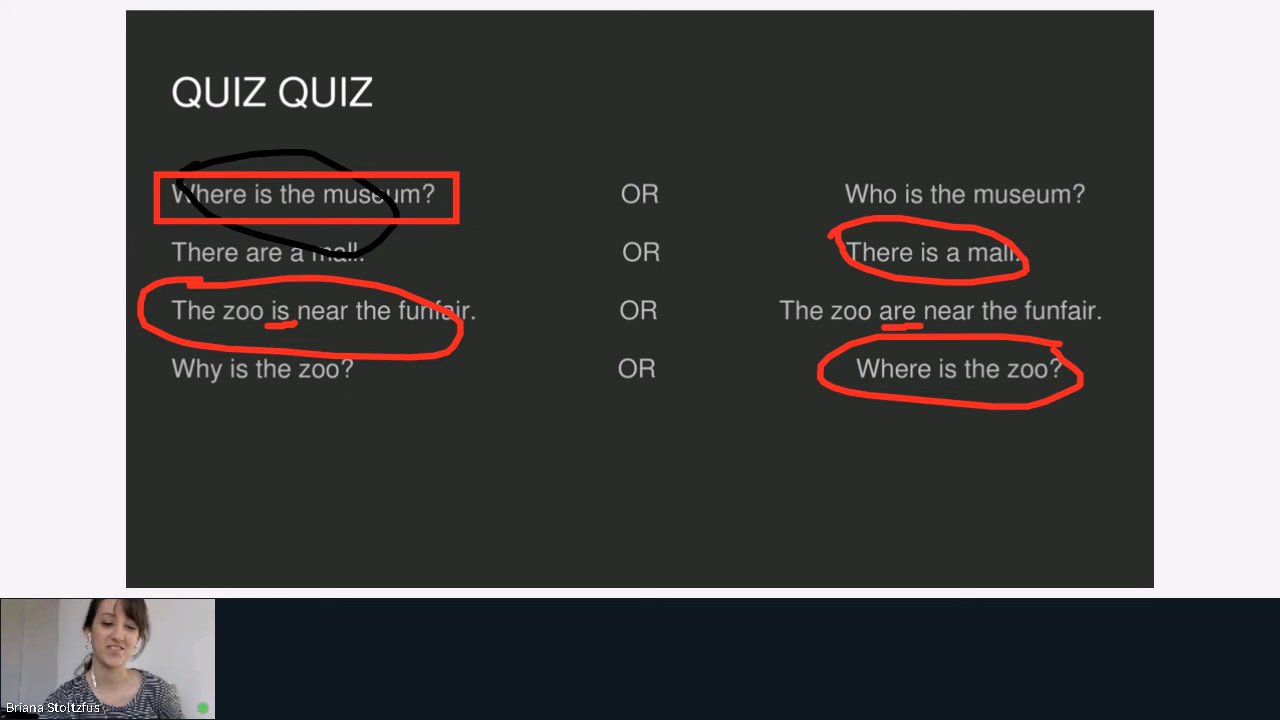 QUIZ QUIZ
Where is the museum? OR Who is the museum?
There are a mall. OR There is a mall.
The zoo is near the funfair. OR The zoo are near the funfair.
Why is the zoo? OR Where is the zoo?
Briana Stoltzfus